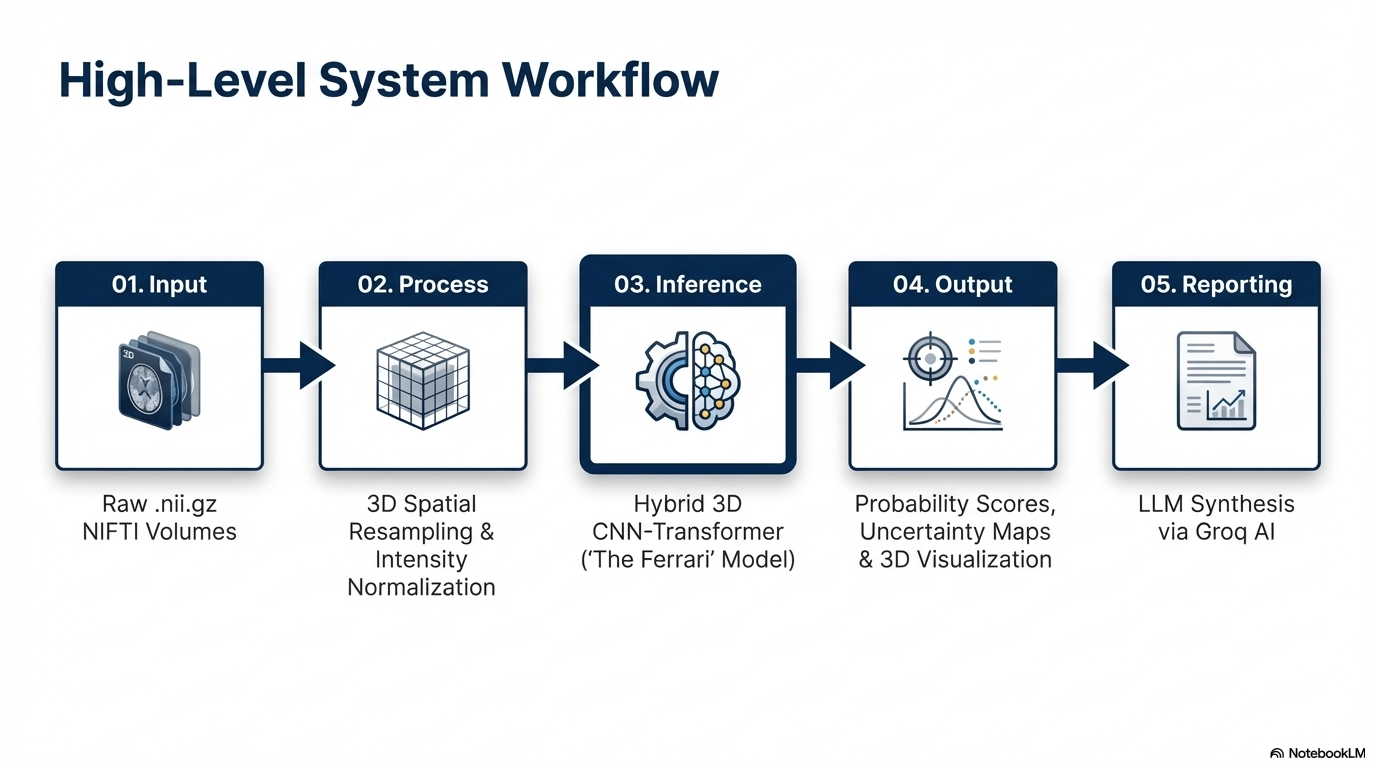 High-Level System Workflow
01. Input
3D
Raw .nii.gz
NIFTI Volumes
02. Process
3D Spatial
Resampling &
Intensity
Normalization
03. Inference
Hybrid 3D
CNN-Transformer
(‘The Ferrari’ Model)
04. Output
Probability Scores,
Uncertainty Maps
& 3D Visualization
05. Reporting
LLM Synthesis
via Groq AI
NotebookLM